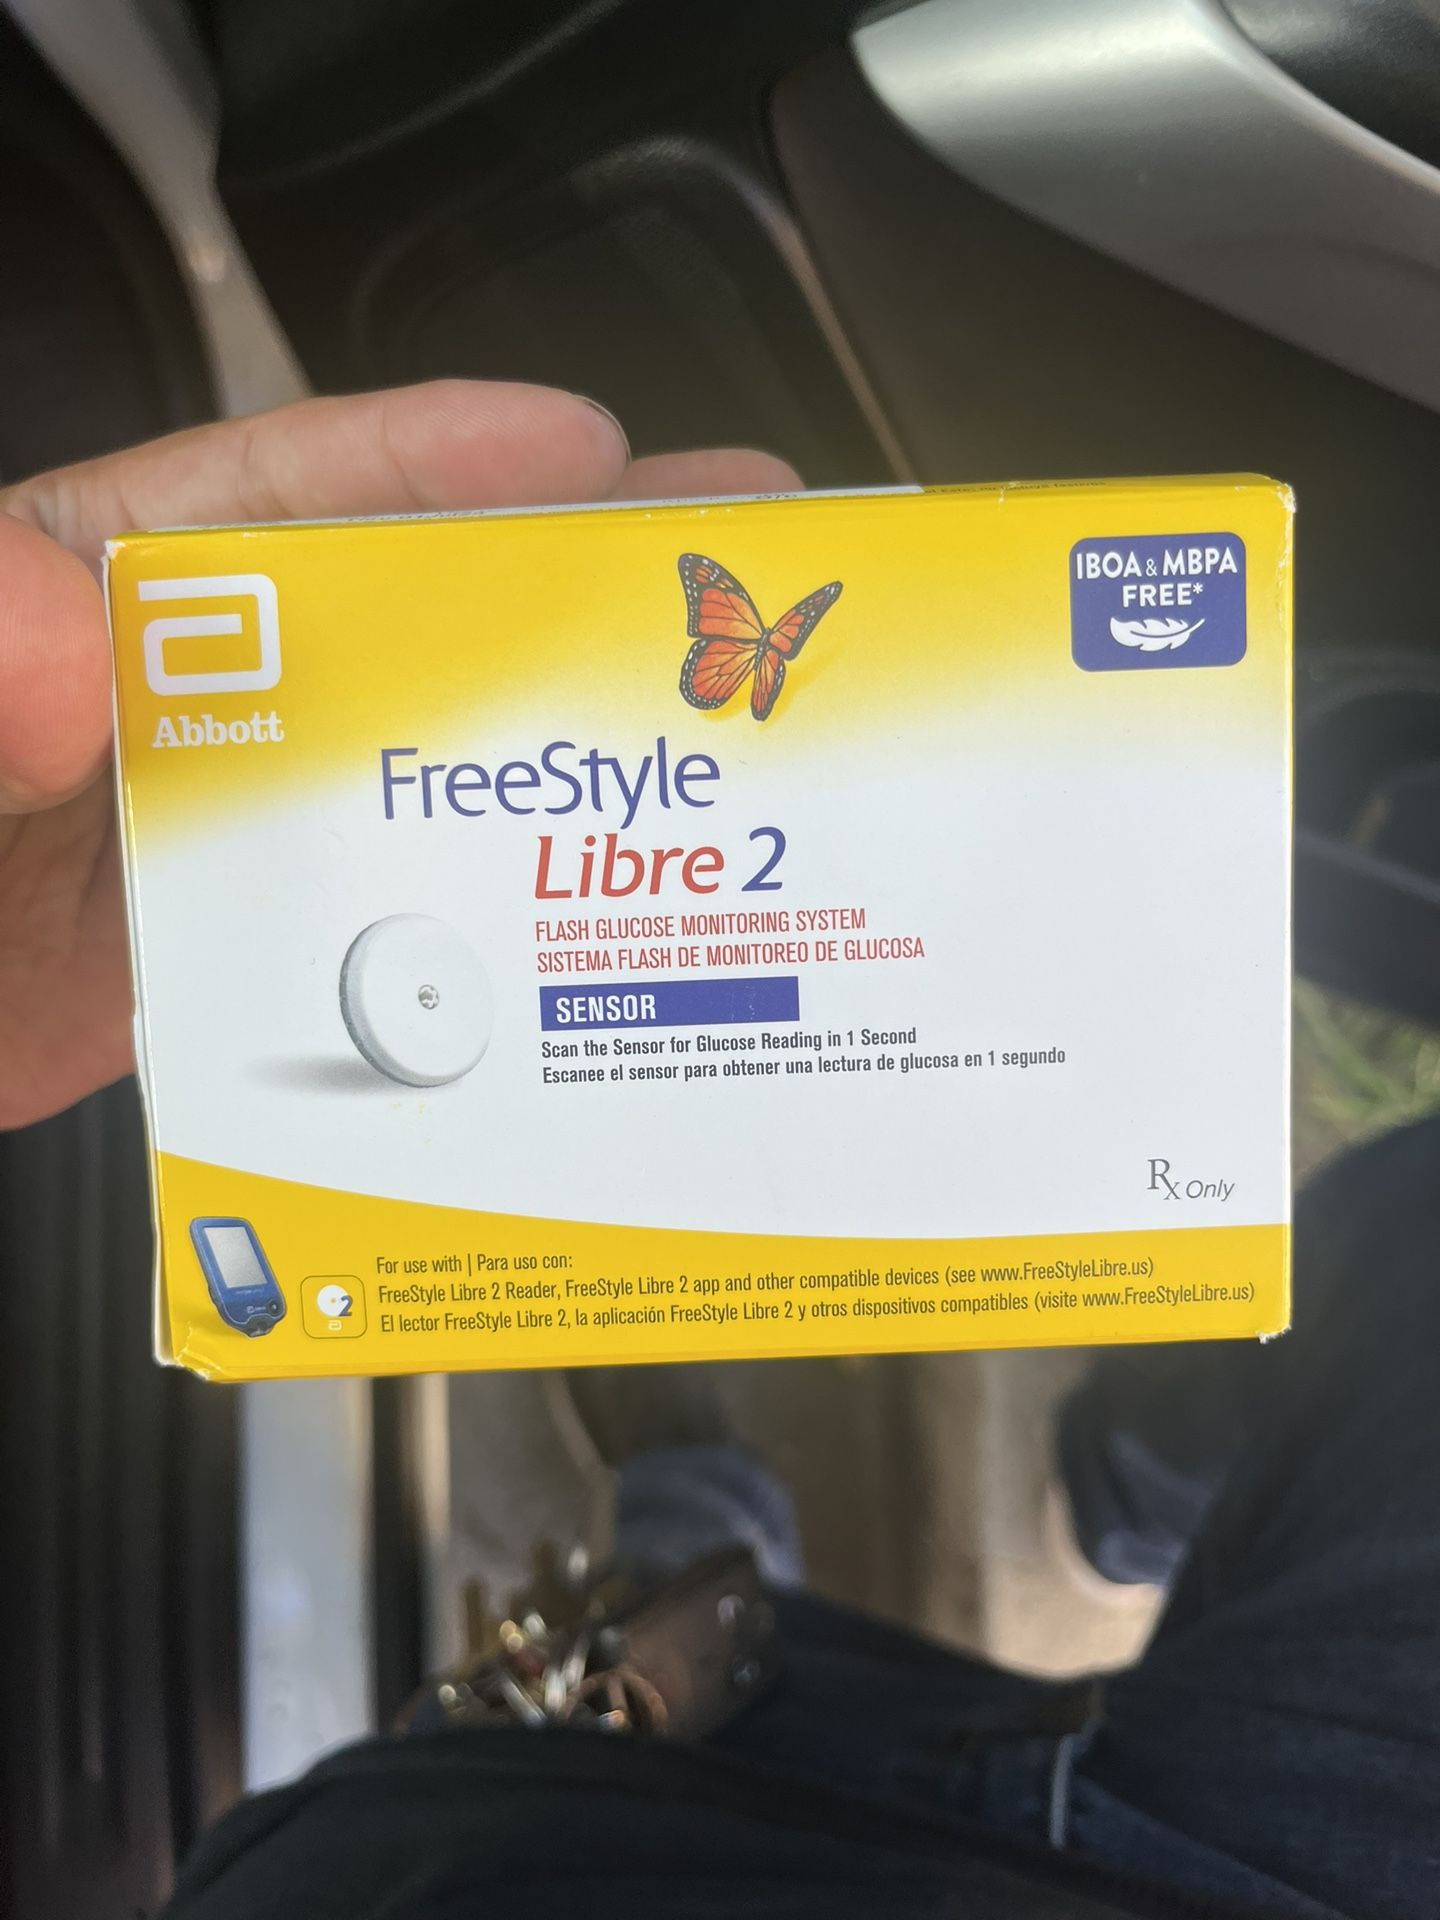 Abbott
IBOA & MBPA
FREE*
FreeStyle
Libre 2
FLASH GLUCOSE MONITORING SYSTEM
SISTEMA FLASH DE MONITOREO DE GLUCOSA
SENSOR
Scan the Sensor for Glucose Reading in 1 Second
Escanee el sensor para obtener una lectura de glucosa en 1 segundo
Rx Only
For use with | Para uso con:
FreeStyle Libre 2 Reader, FreeStyle Libre 2 app and other compatible devices (see www.FreeStyleLibre.us)
2
El lector FreeStyle Libre 2, la aplicación FreeStyle Libre 2 y otros dispositivos compatibles (visite www.FreeStyleLibre.us)